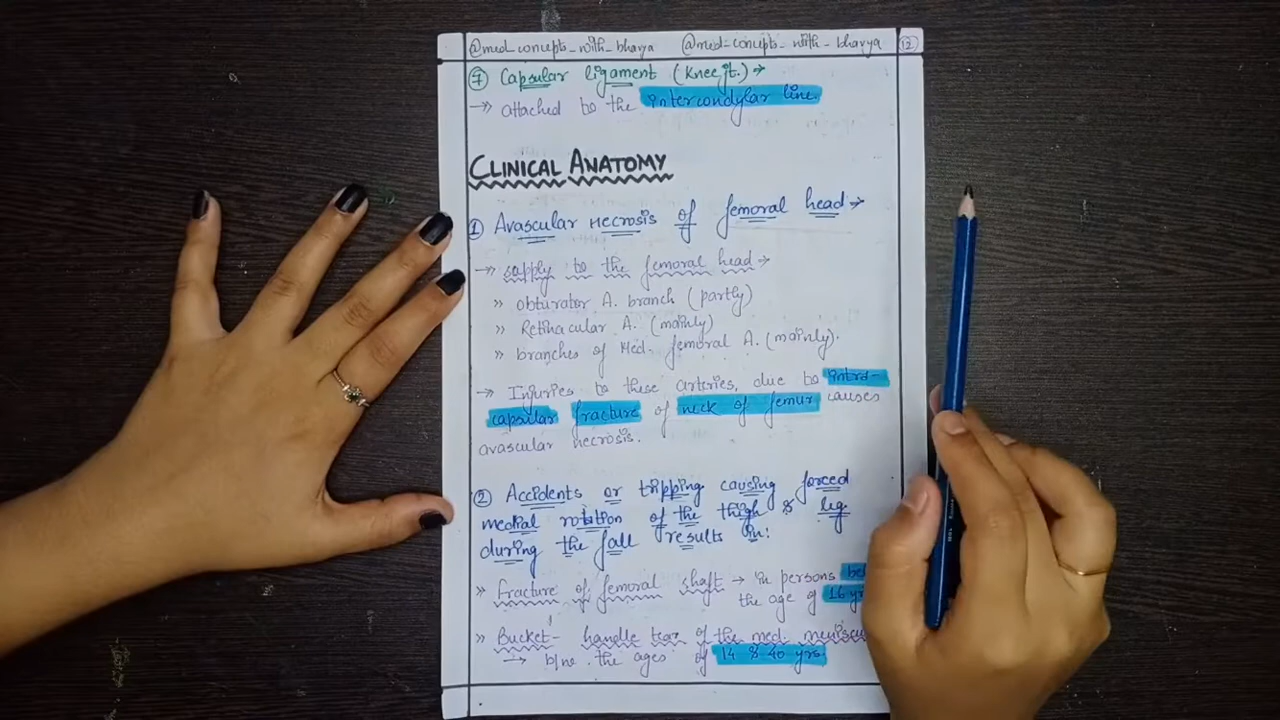 @med_concepts_with_bhavya @med_concepts_with_bhavya 12
7 Capsular ligament (Knee jt.) →
→ attached to the intercondylar line.
CLINICAL ANATOMY
1 Avascular necrosis of femoral head →
→ supply to the femoral head →
» obturator A. branch (partly)
» Retinacular A. (mainly)
» branches of Med. femoral A. (mainly).
→ Injuries to these arteries, due to intra-
capsular fracture of neck of femur causes
avascular necrosis.
2 Accidents or tripping causing forced
medial rotation of the thigh & leg
during the fall results in:
» Fracture of femoral shaft → in persons
the age of 16
» Bucket-handle tear of the med.
→ b/w the ages of 14 & 40 yrs.